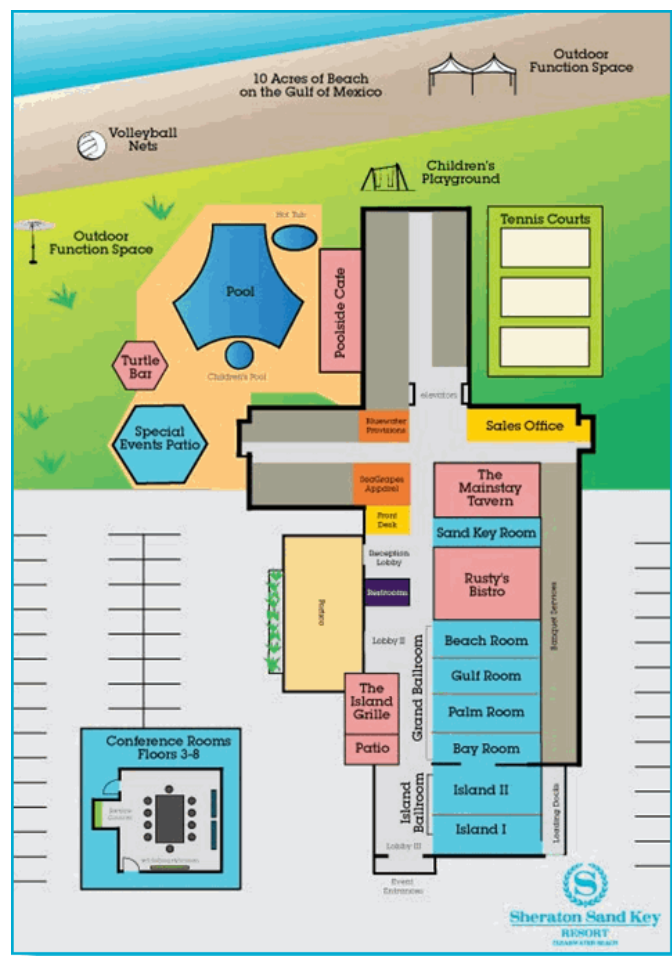 Outdoor
Function Space
10 Acres of Beach
on the Gulf of Mexico
Volleyball
Nets
Children's
Playground
Tennis Courts
Hot Tub
Outdoor
Function Space
Pool
Poolside Cafe
Turtle
Bar
Children's Pool
elevators
Special
Events Patio
Bluewater
Provisions
Sales Office
SeaGrapes
Apparel
The
Mainstay
Tavern
Front
Desk
Sand Key Room
Reception
Lobby
Rusty's
Bistro
Restrooms
Portico
Banquet Services
Lobby II
Beach Room
Grand Ballroom
Gulf Room
The
Island
Grille
Palm Room
Patio
Bay Room
Conference Rooms
Floors 3-8
Island
Ballroom
Island II
Loading Docks
Island I
Lobby III
Event
Entrances
S
Sheraton Sand Key
RESORT
CLEARWATER BEACH